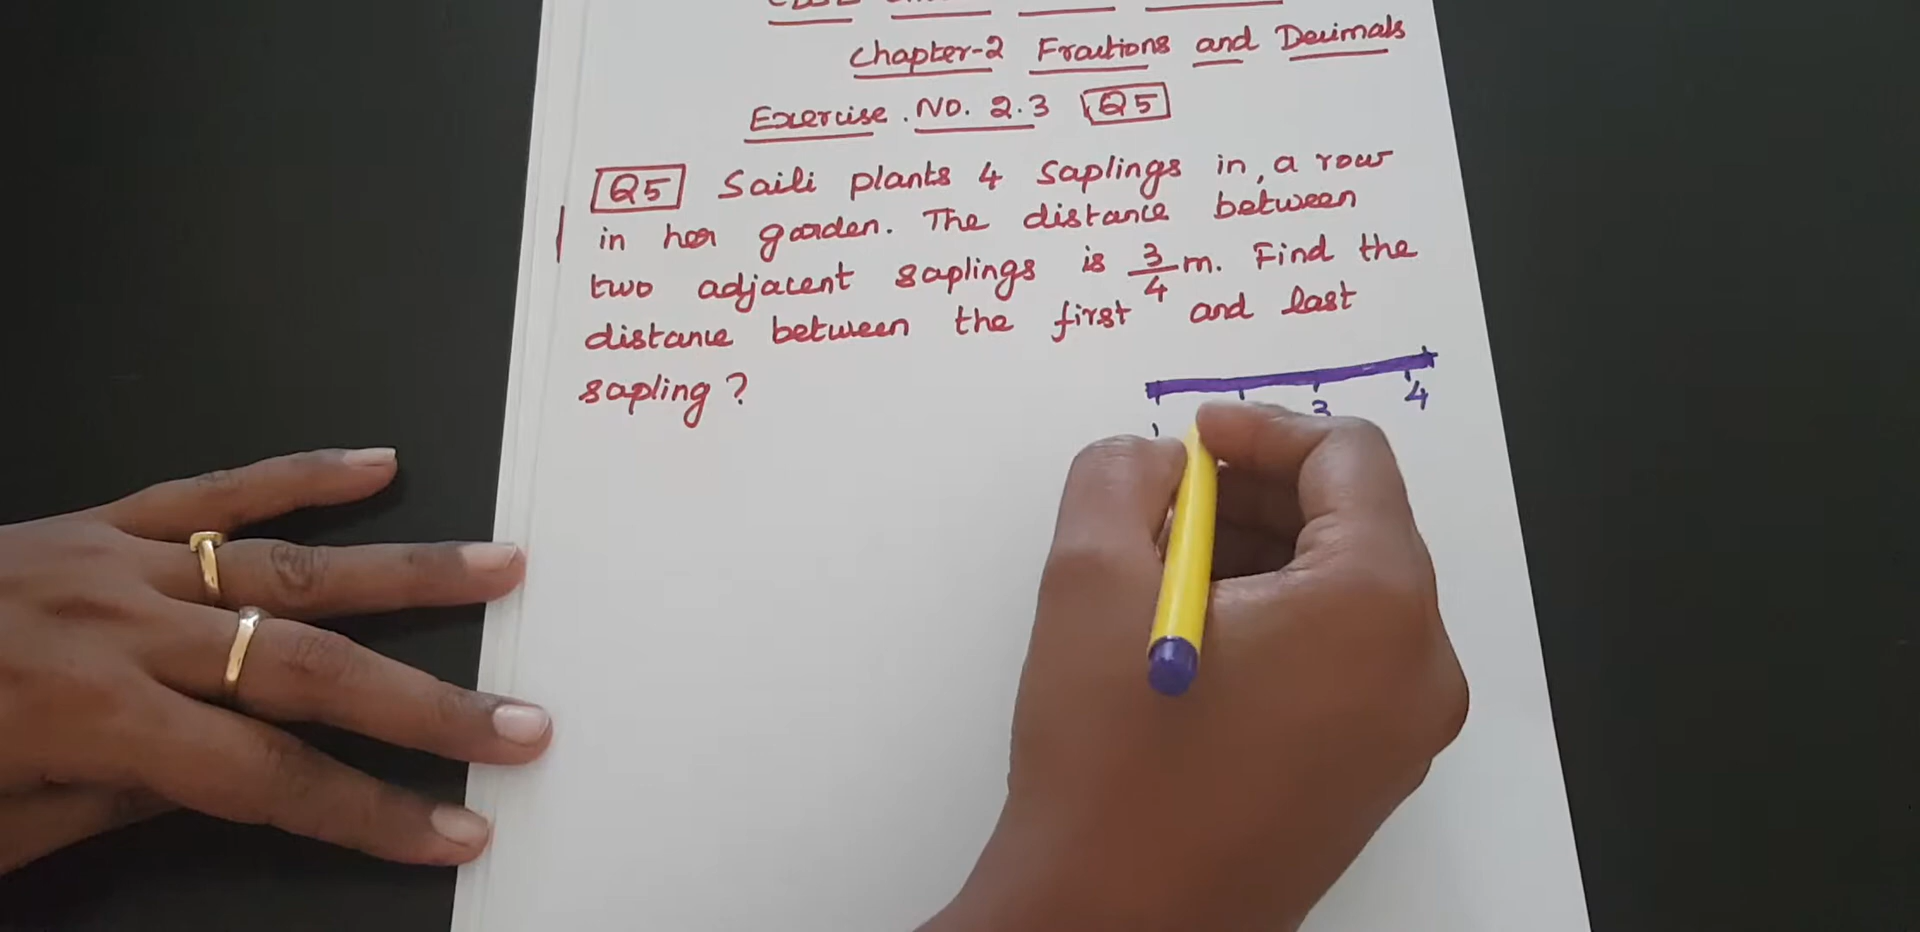 Chapter-2 Fractions and Decimals
Exercise. No. 2.3 Q5
Q5 Saili plants 4 saplings in, a row
in her garden. The distance between
two adjacent saplings is 3/4 m. Find the
distance between the first and last
sapling?
1 3 4